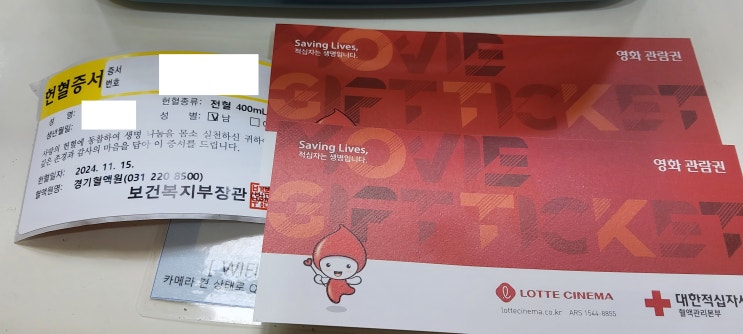 헌혈증서
증서
번호
헌혈종류: 전혈 400mL
성 명:
성 별: ☑남
생년월일:
사랑의 헌혈에 동참하여 생명 나눔을 몸소 실천하신 귀하
깊은 존경과 감사의 마음을 담아 이 증서를 드립니다.
헌혈일자: 2024. 11. 15.
혈액원명: 경기혈액원(031 220 8500)
보건복지부장관
카메라 켠 상태로
Saving Lives,
적십자는 생명입니다.
영화 관람권
MOVIE
GIFT TICKET
Saving Lives,
적십자는 생명입니다.
영화 관람권
MOVIE
GIFT TICKET
LOTTE CINEMA
lottecinema.co.kr ARS 1544-8855
대한적십자사
혈액관리본부